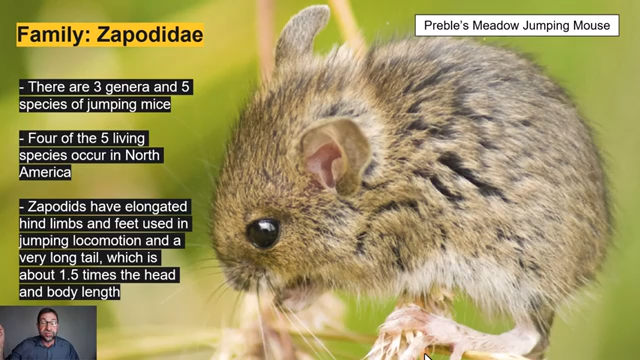 Family: Zapodidae
Preble's Meadow Jumping Mouse
- There are 3 genera and 5
species of jumping mice
- Four of the 5 living
species occur in North
America
- Zapodids have elongated
hind limbs and feet used in
jumping locomotion and a
very long tail, which is
about 1.5 times the head
and body length